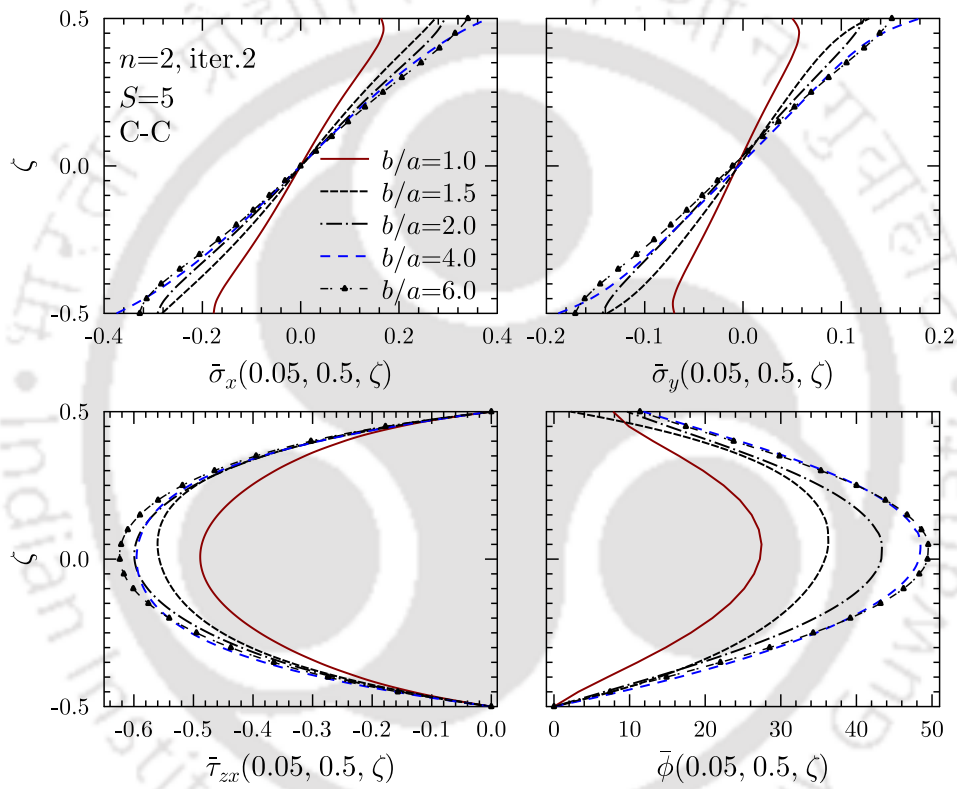 0.5
0.0
-0.5
ζ
n=2, iter.2
S=5
C-C
b/a=1.0
b/a=1.5
b/a=2.0
b/a=4.0
b/a=6.0
-0.4 -0.2 0.0 0.2 0.4
σ̄x(0.05, 0.5, ζ)
-0.2 -0.1 0.0 0.1 0.2
σ̄y(0.05, 0.5, ζ)
0.5
0.0
-0.5
ζ
-0.6 -0.5 -0.4 -0.3 -0.2 -0.1 0.0
τ̄zx(0.05, 0.5, ζ)
0 10 20 30 40 50
ϕ̄(0.05, 0.5, ζ)
Indian Instit